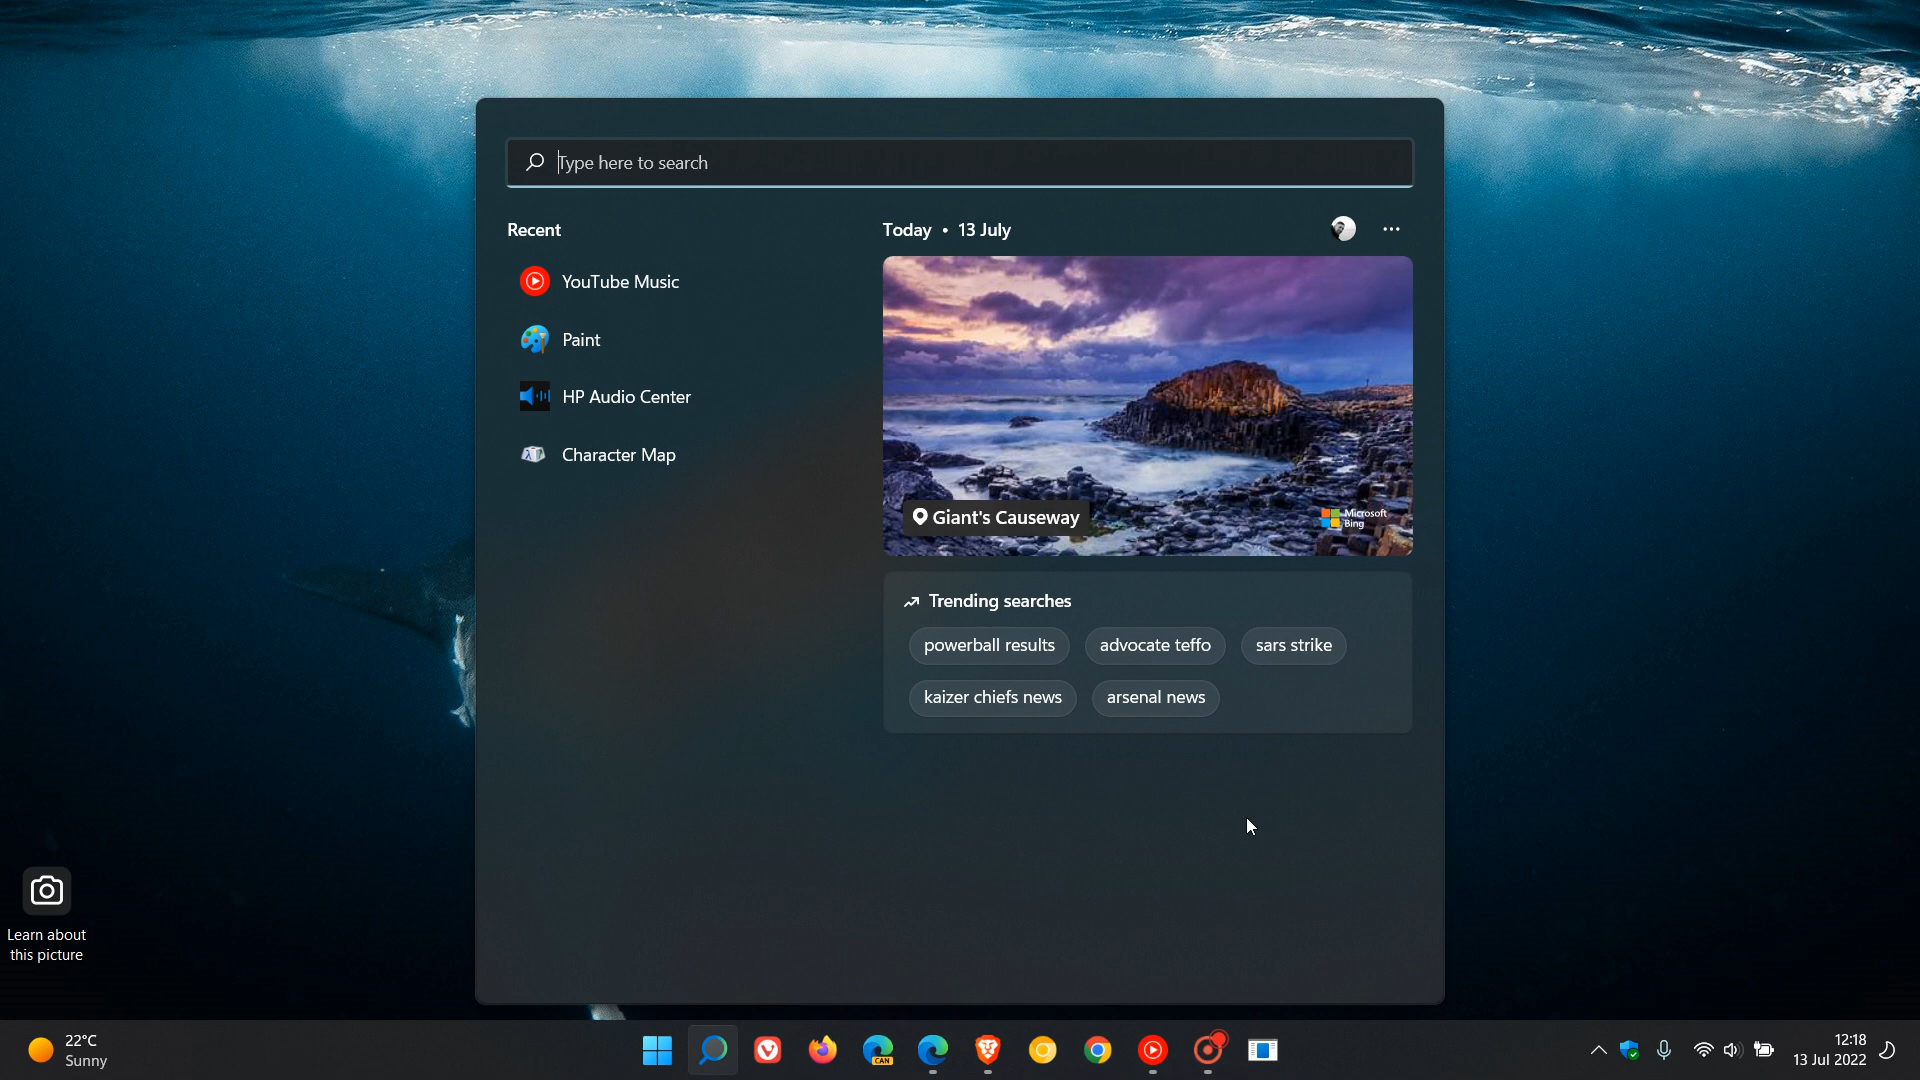 Type here to search
Recent
YouTube Music
Paint
HP Audio Center
Character Map
Today • 13 July
Giant's Causeway
Microsoft
Bing
Trending searches
powerball results
advocate teffo
sars strike
kaizer chiefs news
arsenal news
Learn about
this picture
22°C
Sunny
CAN
12:18
13 Jul 2022